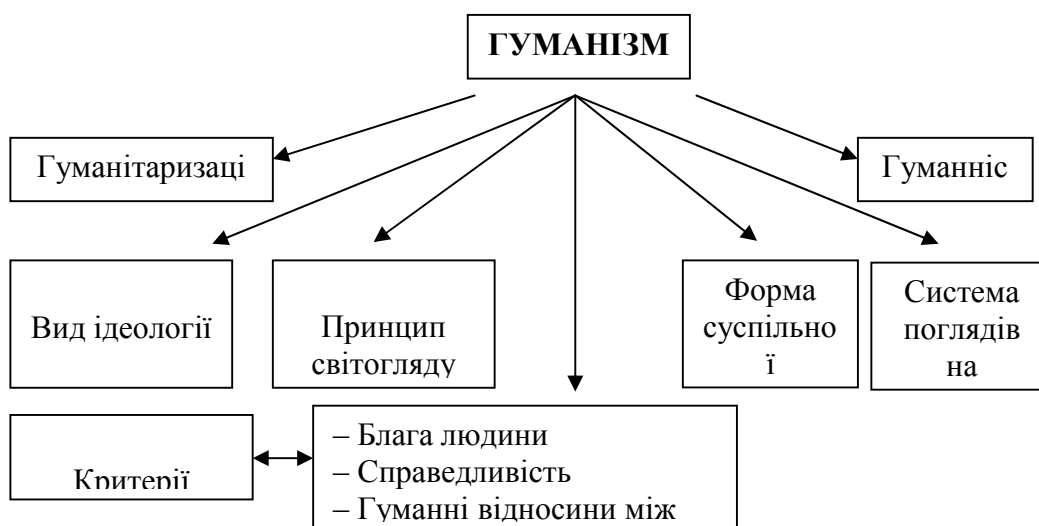 ГУМАНІЗМ
Гуманітаризаці
Гуманніс
Вид ідеології
Принцип
світогляду
Форма
суспільно
ї
Система
поглядів
на
Критерії
– Блага людини
– Справедливість
– Гуманні відносини між